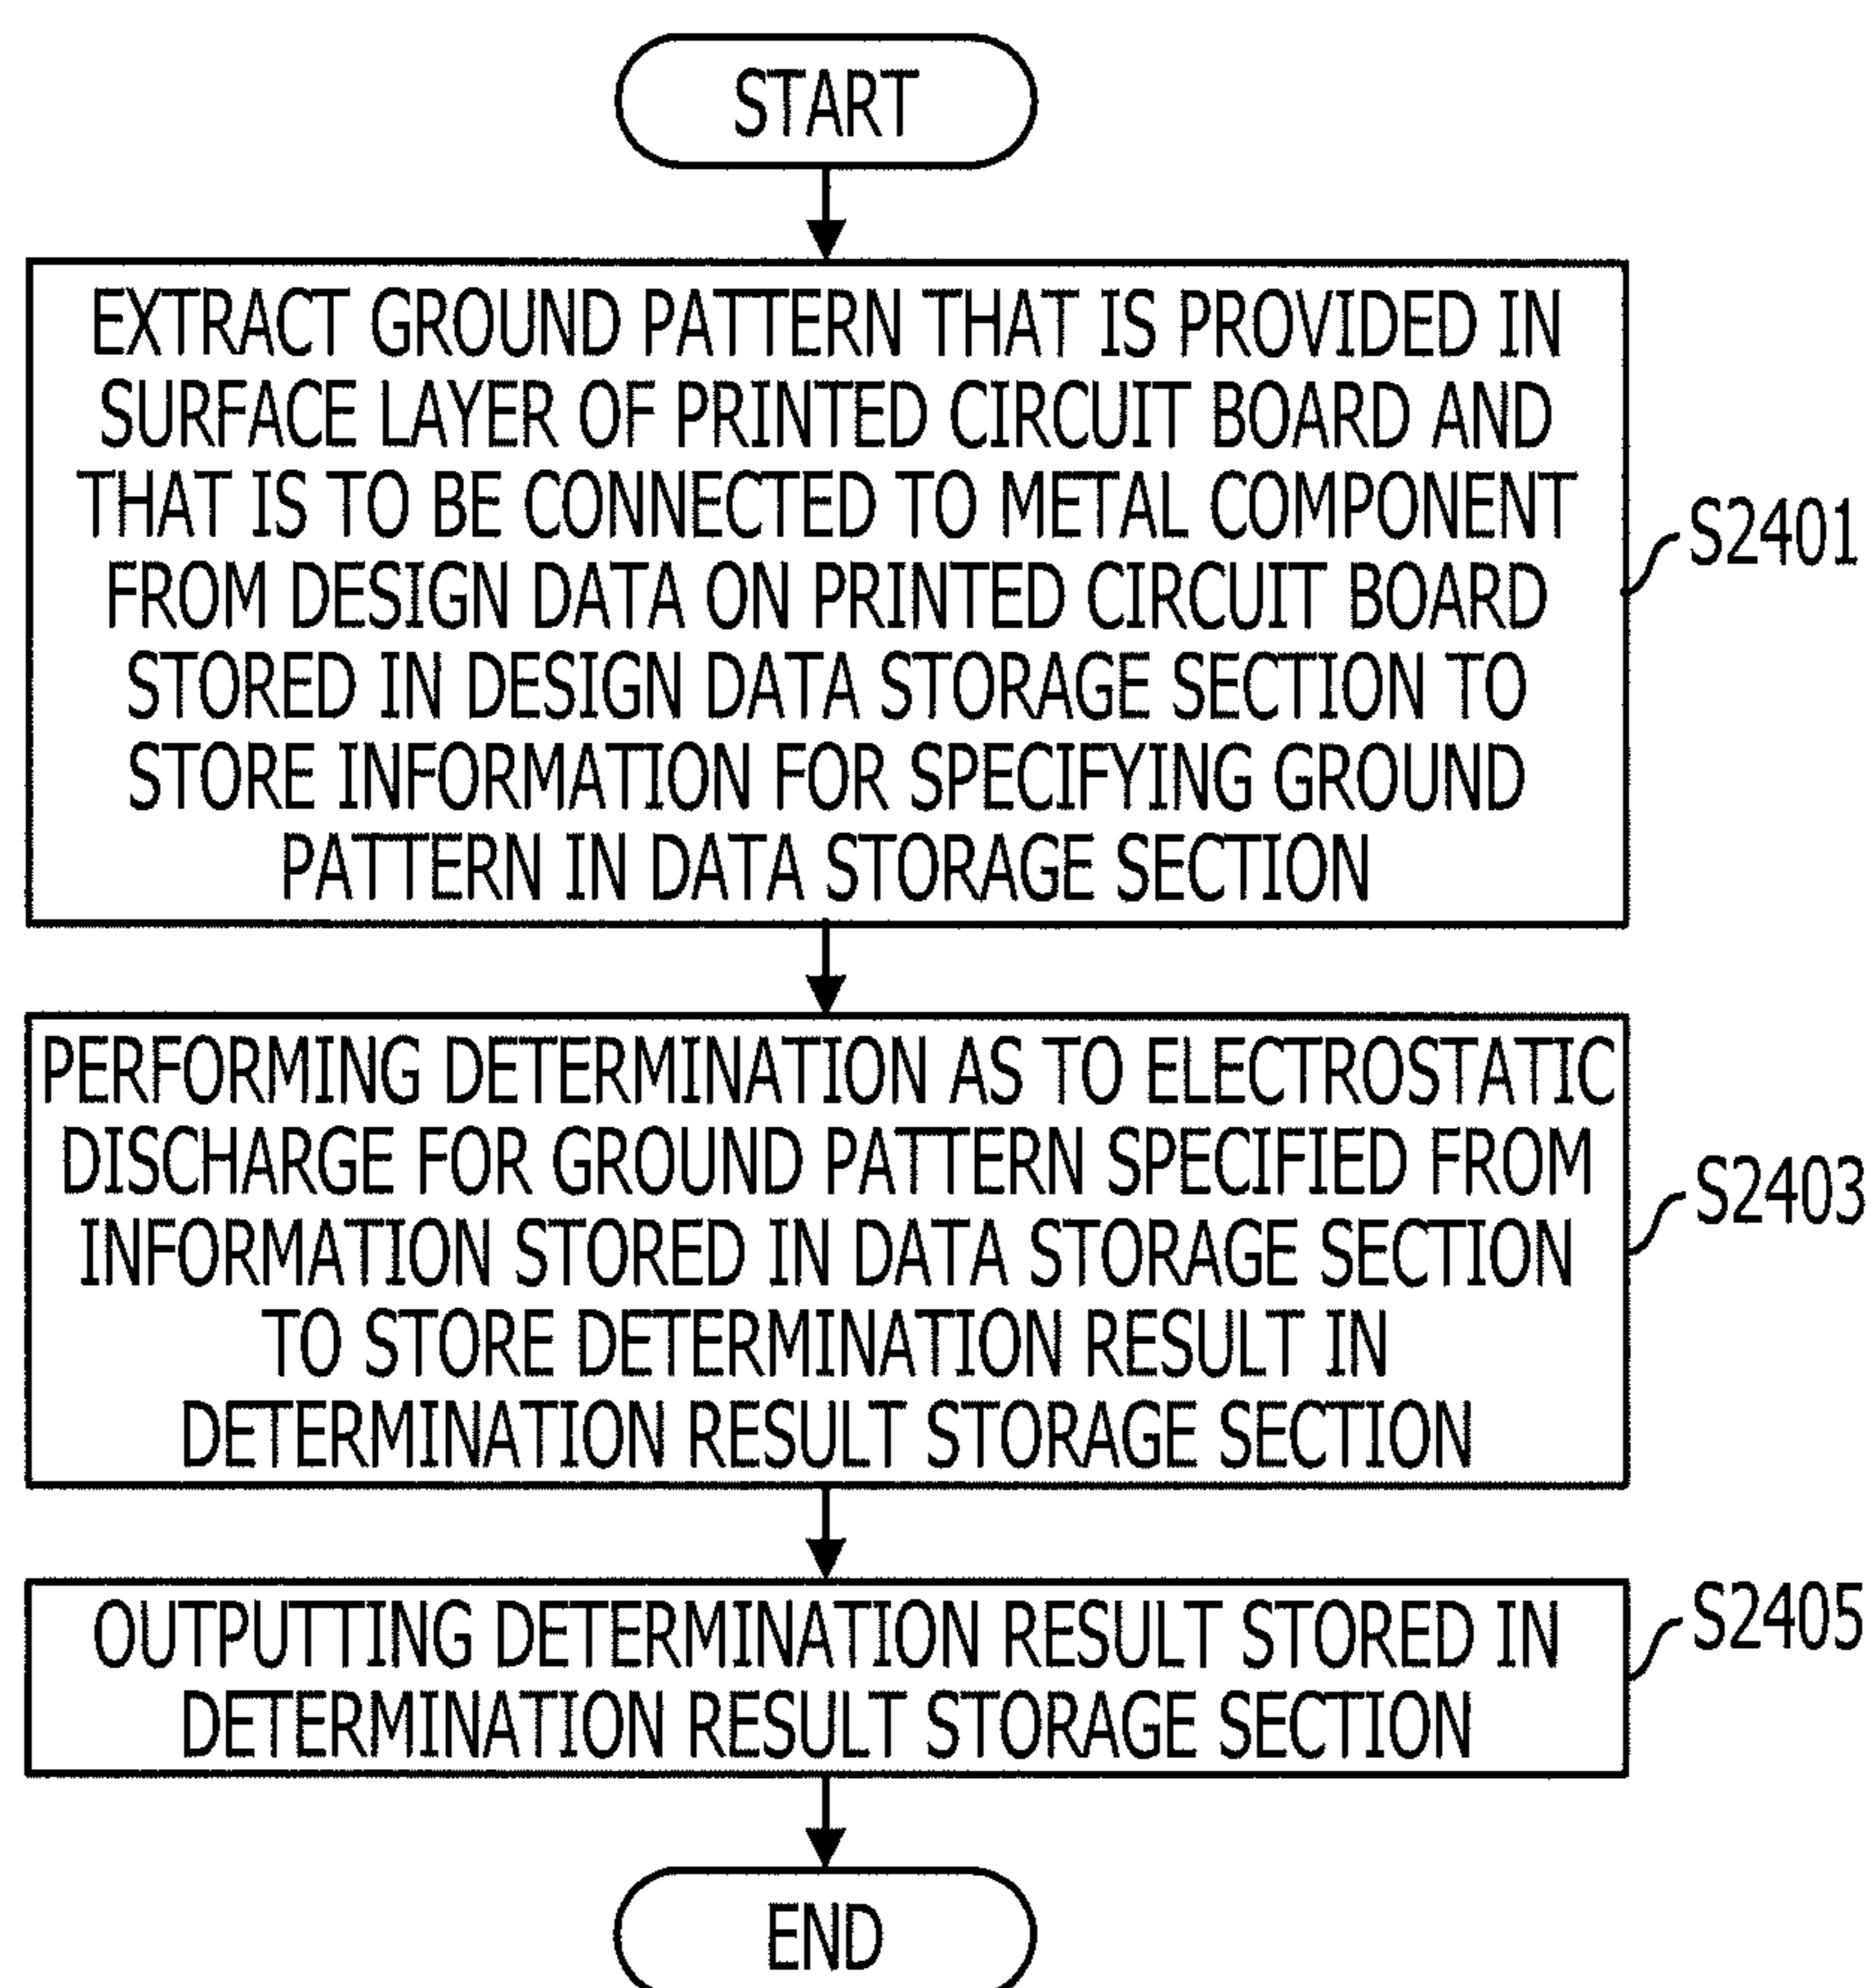 START
EXTRACT GROUND PATTERN THAT IS PROVIDED IN
SURFACE LAYER OF PRINTED CIRCUIT BOARD AND
THAT IS TO BE CONNECTED TO METAL COMPONENT
FROM DESIGN DATA ON PRINTED CIRCUIT BOARD
STORED IN DESIGN DATA STORAGE SECTION TO
STORE INFORMATION FOR SPECIFYING GROUND
PATTERN IN DATA STORAGE SECTION
S2401
PERFORMING DETERMINATION AS TO ELECTROSTATIC
DISCHARGE FOR GROUND PATTERN SPECIFIED FROM
INFORMATION STORED IN DATA STORAGE SECTION
TO STORE DETERMINATION RESULT IN
DETERMINATION RESULT STORAGE SECTION
S2403
OUTPUTTING DETERMINATION RESULT STORED IN
DETERMINATION RESULT STORAGE SECTION
S2405
END